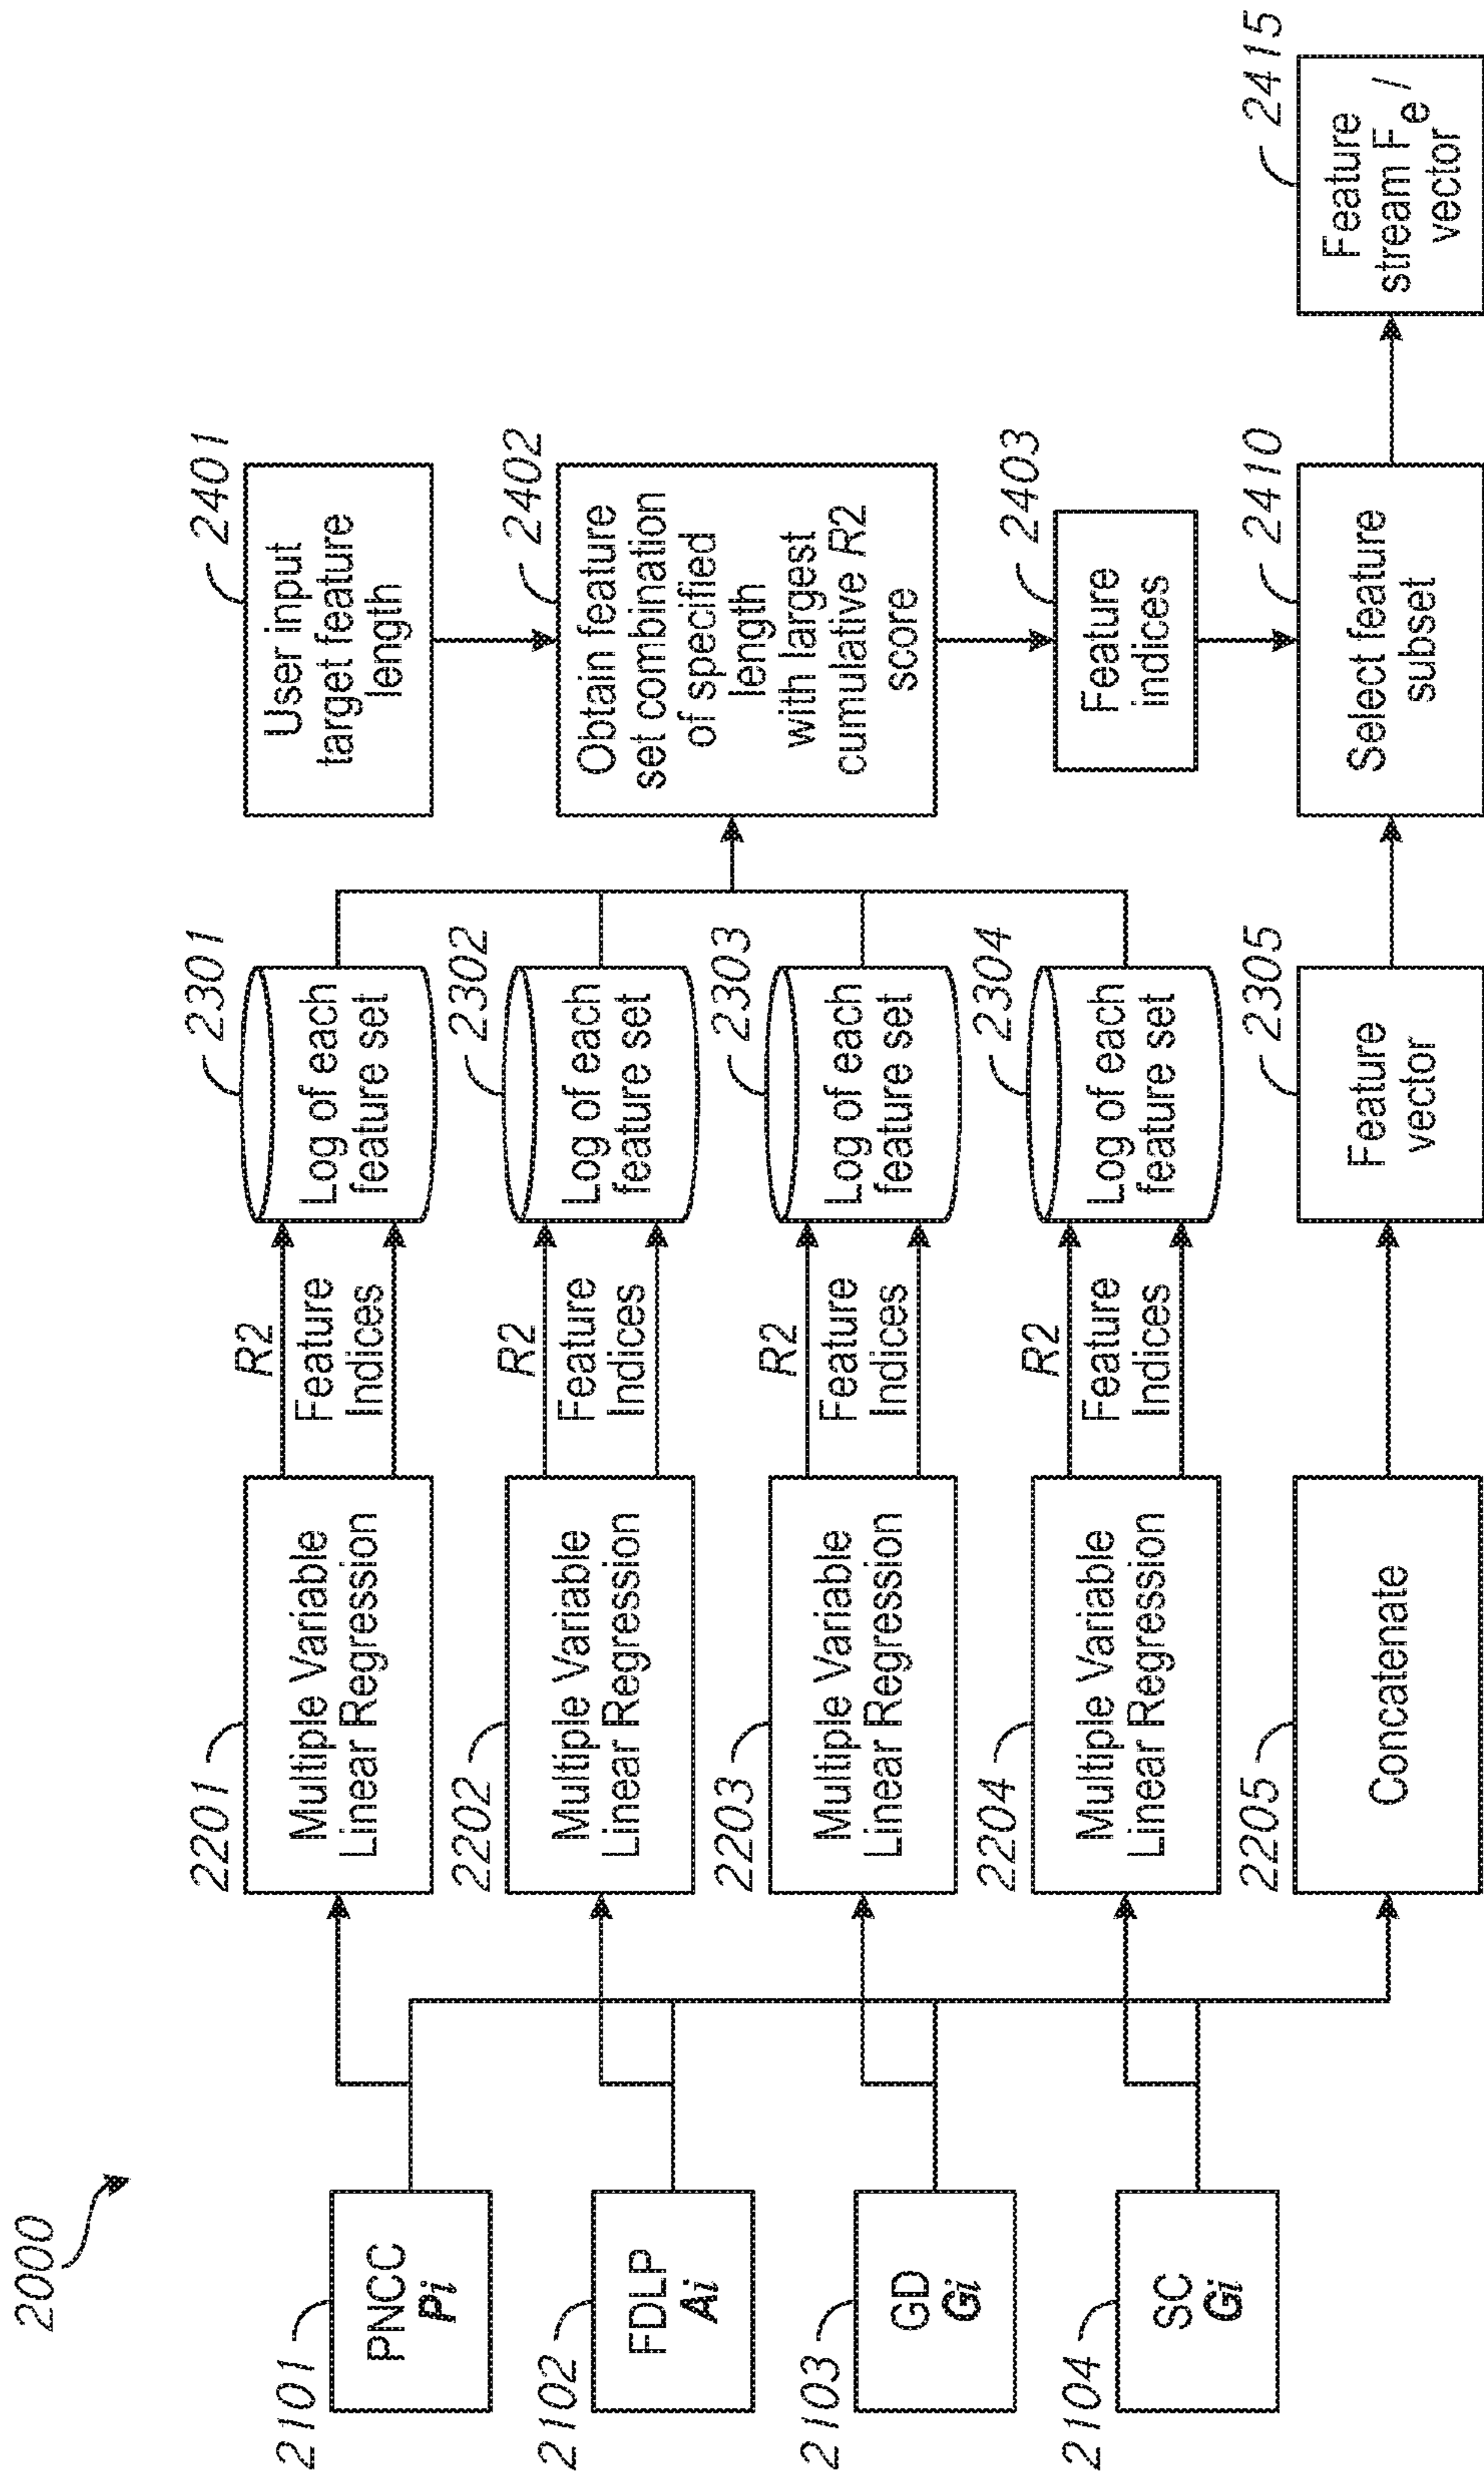 2000
2101
PNCC
Pi
2102
FDLP
Ai
2103
GD
Gi
2104
SC
Gi
2201
Multiple Variable
Linear Regression
2202
Multiple Variable
Linear Regression
2203
Multiple Variable
Linear Regression
2204
Multiple Variable
Linear Regression
2205
Concatenate
R2
Feature
Indices
R2
Feature
Indices
R2
Feature
Indices
R2
Feature
Indices
2301
Log of each
feature set
2302
Log of each
feature set
2303
Log of each
feature set
2304
Log of each
feature set
2305
Feature
vector
2401
User input
target feature
length
2402
Obtain feature
set combination
of specified
length
with largest
cumulative R2
score
2403
Feature
indices
2410
Select feature
subset
2415
Feature
stream Fe /
vector